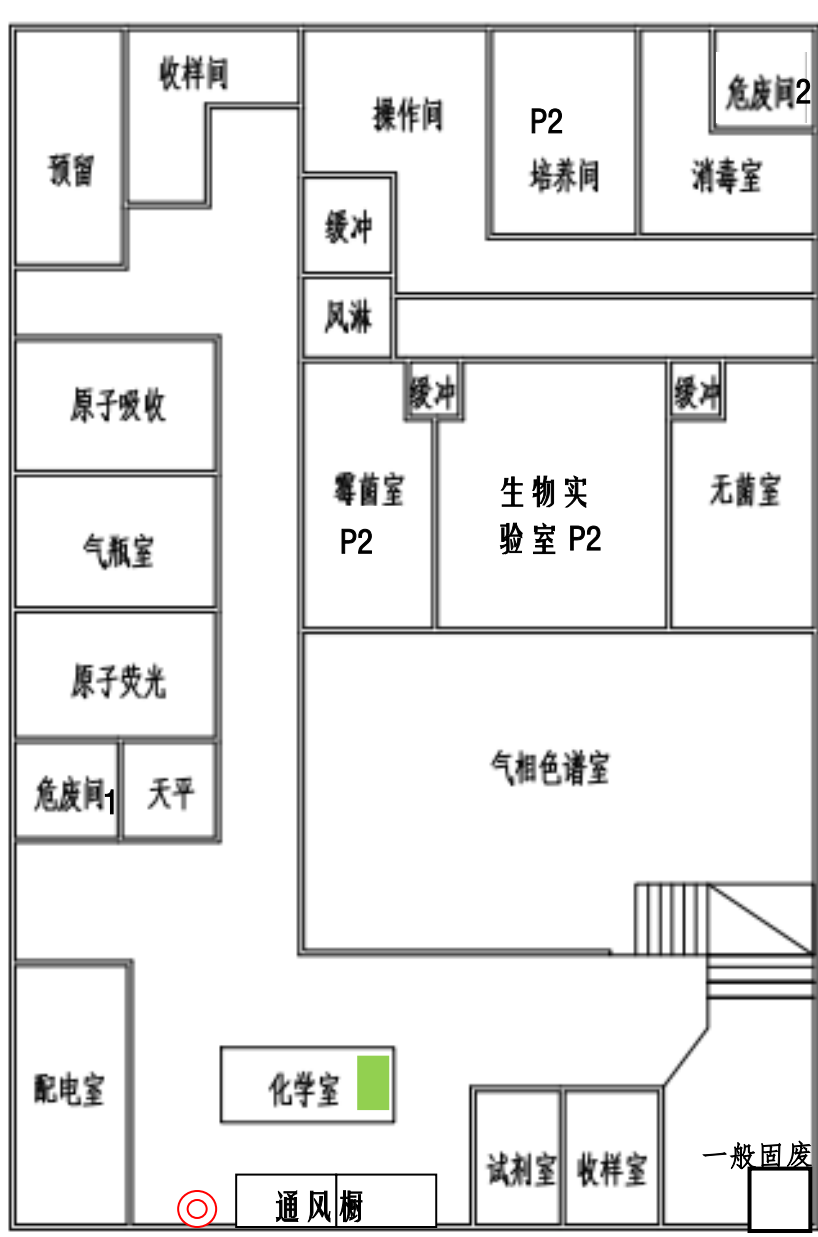 收样间
危废间2
操作间
P2
培养间
预留
消毒室
缓冲
风淋
原子吸收
缓冲
缓冲
霉菌室
P2
生物实
验室 P2
无菌室
气瓶室
原子荧光
气相色谱室
危废间1
天平
配电室
化学室
一般固废
试剂室
收样室
通风橱